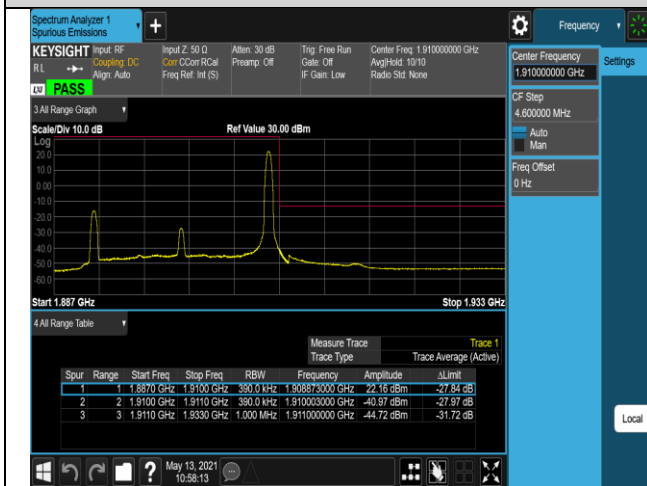 Spectrum Analyzer 1
Spurious Emissions
+
Frequency
KEYSIGHT
RL
LXI
PASS
Input: RF
Coupling: DC
Align: Auto
Input Z: 50 Ω
Corr CCorr RCal
Freq Ref: Int (S)
Atten: 30 dB
Preamp: Off
Trig: Free Run
Gate: Off
IF Gain: Low
Center Freq: 1.910000000 GHz
Avg|Hold: 10/10
Radio Std: None
Center Frequency
1.910000000 GHz
Settings
CF Step
4.600000 MHz
Auto
Man
Freq Offset
0 Hz
3 All Range Graph
Scale/Div 10.0 dB
Ref Value 30.00 dBm
Log
20.0
10.0
0.00
-10.0
-20.0
-30.0
-40.0
-50.0
-60.0
Start 1.887 GHz
Stop 1.933 GHz
4 All Range Table
Measure Trace Trace 1
Trace Type Trace Average (Active)
Spur Range Start Freq Stop Freq RBW Frequency Amplitude ΔLimit
1 1 1.8870 GHz 1.9100 GHz 390.0 kHz 1.908873000 GHz 22.16 dBm -27.84 dB
2 2 1.9100 GHz 1.9110 GHz 390.0 kHz 1.910003000 GHz -40.97 dBm -27.97 dB
3 3 1.9110 GHz 1.9330 GHz 1.000 MHz 1.911000000 GHz -44.72 dBm -31.72 dB
Local
?
May 13, 2021
10:58:13